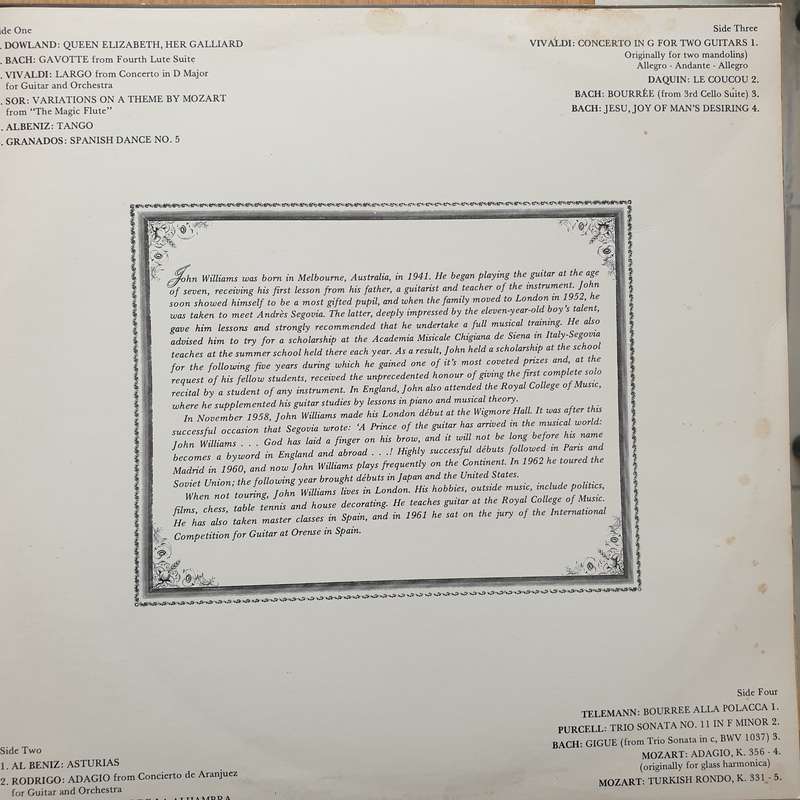 ide One
. DOWLAND: QUEEN ELIZABETH, HER GALLIARD
. BACH: GAVOTTE from Fourth Lute Suite
. VIVALDI: LARGO from Concerto in D Major
for Guitar and Orchestra
. SOR: VARIATIONS ON A THEME BY MOZART
from "The Magic Flute"
. ALBENIZ: TANGO
. GRANADOS: SPANISH DANCE NO. 5
Side Three
VIVALDI: CONCERTO IN G FOR TWO GUITARS 1.
Originally for two mandolins)
Allegro - Andante - Allegro
DAQUIN: LE COUCOU 2.
BACH: BOURRÉE (from 3rd Cello Suite) 3.
BACH: JESU, JOY OF MAN'S DESIRING 4.
John Williams was born in Melbourne, Australia, in 1941. He began playing the guitar at the age
of seven, receiving his first lesson from his father, a guitarist and teacher of the instrument. John
soon showed himself to be a most gifted pupil, and when the family moved to London in 1952, he
was taken to meet Andrès Segovia. The latter, deeply impressed by the eleven-year-old boy's talent,
gave him lessons and strongly recommended that he undertake a full musical training. He also
advised him to try for a scholarship at the Academia Misicale Chigiana de Siena in Italy-Segovia
teaches at the summer school held there each year. As a result, John held a scholarship at the school
for the following five years during which he gained one of it's most coveted prizes and, at the
request of his fellow students, received the unprecedented honour of giving the first complete solo
recital by a student of any instrument. In England, John also attended the Royal College of Music,
where he supplemented his guitar studies by lessons in piano and musical theory.
In November 1958, John Williams made his London début at the Wigmore Hall. It was after this
successful occasion that Segovia wrote: 'A Prince of the guitar has arrived in the musical world:
John Williams . . . God has laid a finger on his brow, and it will not be long before his name
becomes a byword in England and abroad . . .! Highly successful débuts followed in Paris and
Madrid in 1960, and now John Williams plays frequently on the Continent. In 1962 he toured the
Soviet Union; the following year brought débuts in Japan and the United States.
When not touring, John Williams lives in London. His hobbies, outside music, include politics,
films, chess, table tennis and house decorating. He teaches guitar at the Royal College of Music.
He has also taken master classes in Spain, and in 1961 he sat on the jury of the International
Competition for Guitar at Orense in Spain.
Side Two
1. AL BENIZ: ASTURIAS
2. RODRIGO: ADAGIO from Concierto de Aranjuez
for Guitar and Orchestra
Side Four
TELEMANN: BOURREE ALLA POLACCA 1.
PURCELL: TRIO SONATA NO. 11 IN F MINOR 2.
BACH: GIGUE (from Trio Sonata in c, BWV 1037) 3.
MOZART: ADAGIO, K. 356 - 4.
(originally for glass harmonica)
MOZART: TURKISH RONDO, K. 331 - 5.